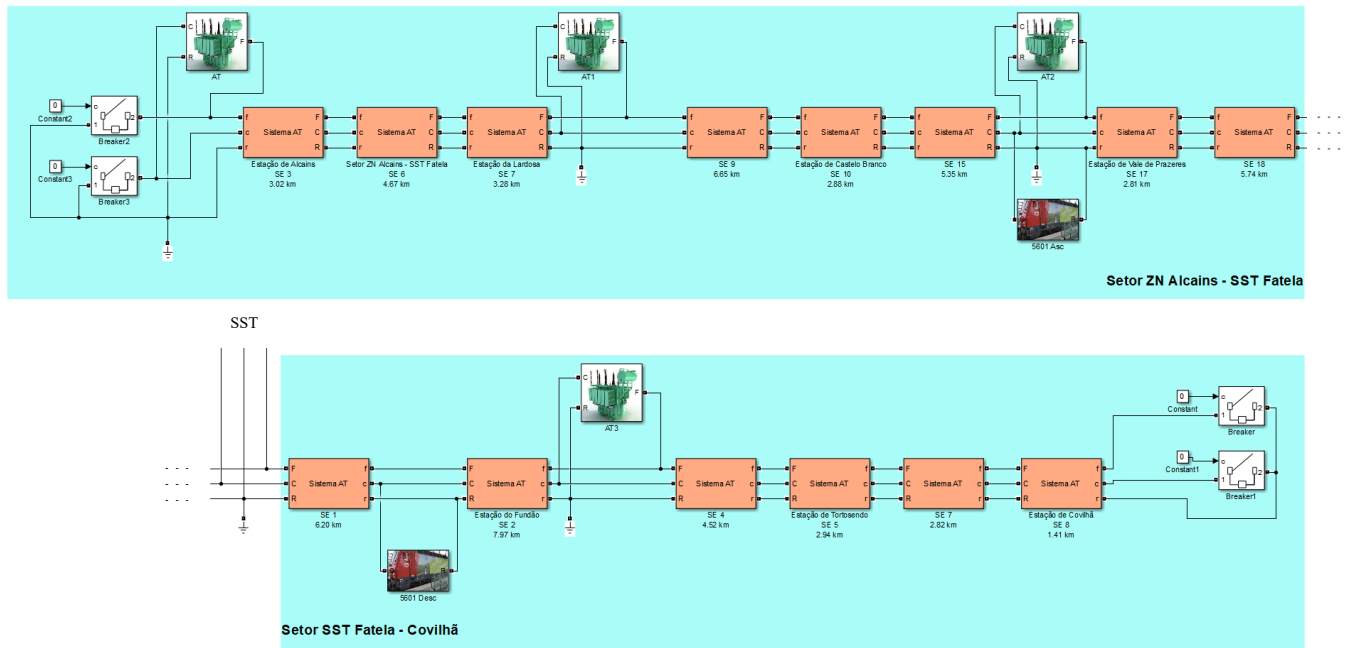 C
R
F
AT
C
R
F
AT1
C
R
F
AT2
0
Constant2
c
1
2
Breaker2
0
Constant3
c
1
2
Breaker3
f
c
r
Sistema AT
F
C
R
Estação de Alcains
SE 3
3.02 km
f
c
r
Sistema AT
F
C
R
Setor ZN Alcains - SST Fatela
SE 6
4.67 km
f
c
r
Sistema AT
F
C
R
Estação da Lardosa
SE 7
3.28 km
f
c
r
Sistema AT
F
C
R
SE 9
6.65 km
f
c
r
Sistema AT
F
C
R
Estação de Castelo Branco
SE 10
2.88 km
f
c
r
Sistema AT
F
C
R
SE 15
5.35 km
f
c
r
Sistema AT
F
C
R
Estação de Vale de Prazeres
SE 17
2.81 km
f
c
r
Sistema AT
F
C
R
SE 18
5.74 km
5601 Asc
Setor ZN Alcains - SST Fatela
SST
F
C
R
Sistema AT
f
c
r
SE 1
6.20 km
F
C
R
Sistema AT
f
c
r
Estação do Fundão
SE 2
7.97 km
C
R
F
AT3
F
C
R
Sistema AT
f
c
r
SE 4
4.52 km
F
C
R
Sistema AT
f
c
r
Estação de Tortosendo
SE 5
2.94 km
F
C
R
Sistema AT
f
c
r
SE 7
2.82 km
F
C
R
Sistema AT
f
c
r
Estação de Covilhã
SE 8
1.41 km
0
Constant
c
1
2
Breaker
0
Constant1
c
1
2
Breaker1
5601 Desc
Setor SST Fatela - Covilhã